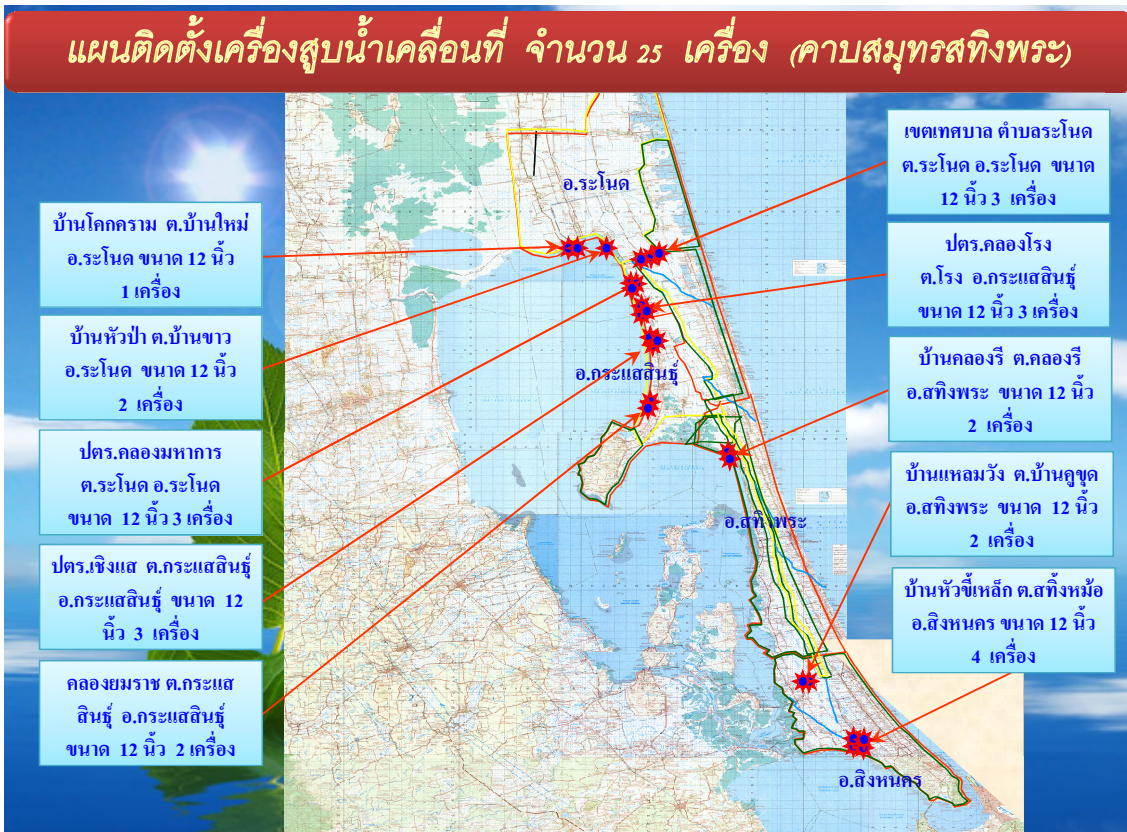 แผนติดตั้งเครื่องสูบน้ำเคลื่อนที่ จำนวน 25 เครื่อง (คาบสมุทรสทิงพระ)
บ้านโคกคราม ต.บ้านใหม่
อ.ระโนด ขนาด 12 นิ้ว
1 เครื่อง
บ้านหัวป่า ต.บ้านขาว
อ.ระโนด ขนาด 12 นิ้ว
2 เครื่อง
ปตร.คลองมหาการ
ต.ระโนด อ.ระโนด
ขนาด 12 นิ้ว 3 เครื่อง
ปตร.เชิงแส ต.กระแสสินธุ์
อ.กระแสสินธุ์ ขนาด 12
นิ้ว 3 เครื่อง
คลองยมราช ต.กระแส
สินธุ์ อ.กระแสสินธุ์
ขนาด 12 นิ้ว 2 เครื่อง
อ.ระโนด
อ.กระแสสินธุ์
อ.สทิงพระ
อ.สิงหนคร
เขตเทศบาล ตำบลระโนด
ต.ระโนด อ.ระโนด ขนาด
12 นิ้ว 3 เครื่อง
ปตร.คลองโรง
ต.โรง อ.กระแสสินธุ์
ขนาด 12 นิ้ว 3 เครื่อง
บ้านคลองรี ต.คลองรี
อ.สทิงพระ ขนาด 12 นิ้ว
2 เครื่อง
บ้านแหลมวัง ต.บ้านคูขุด
อ.สทิงพระ ขนาด 12 นิ้ว
2 เครื่อง
บ้านหัวขี้เหล็ก ต.สทิ้งหม้อ
อ.สิงหนคร ขนาด 12 นิ้ว
4 เครื่อง